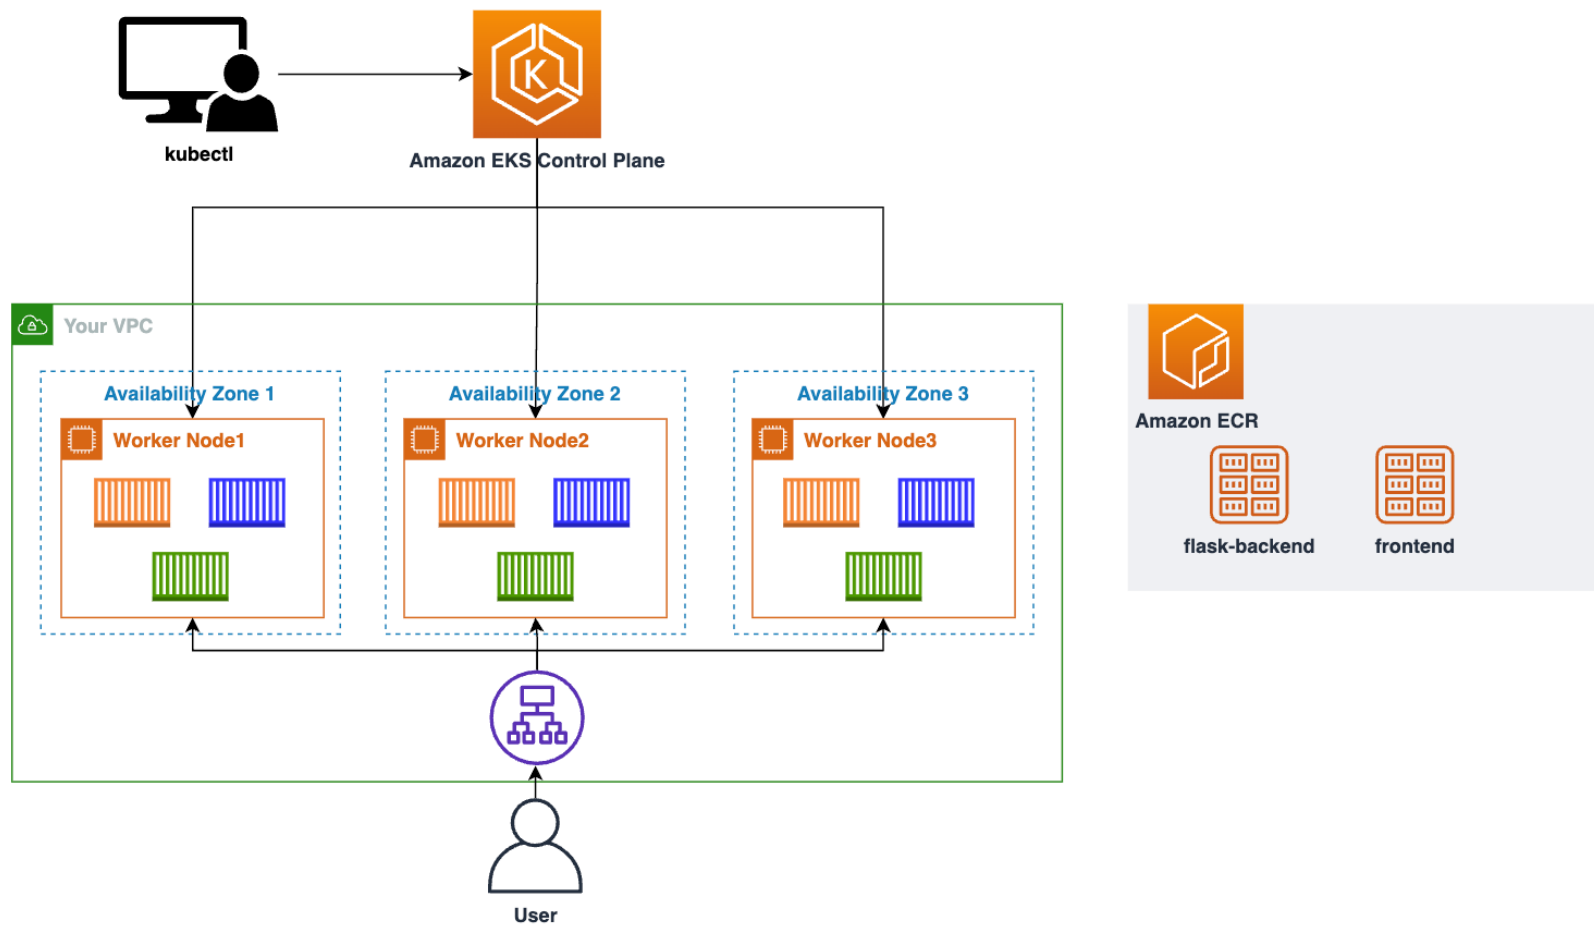 kubectl
Amazon EKS Control Plane
Your VPC
Availability Zone 1
Availability Zone 2
Availability Zone 3
Worker Node1
Worker Node2
Worker Node3
Amazon ECR
flask-backend
frontend
User